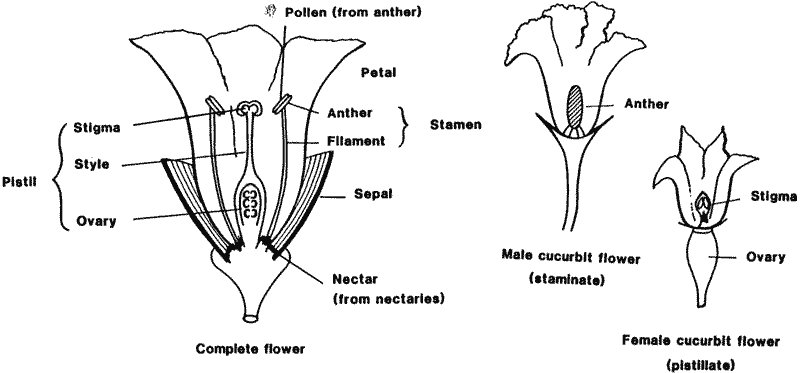 Pollen (from anther)
Petal
Anther
Stamen
Filament
Stigma
Style
Pistil
Ovary
Sepal
Nectar
(from nectaries)
Complete flower
Anther
Male cucurbit flower
(staminate)
Stigma
Ovary
Female cucurbit flower
(pistillate)